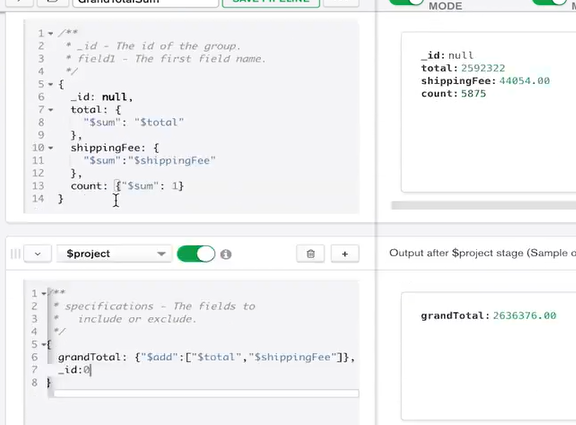 GrandTotalSum
SAVE PIPELINE
MODE
1 /**
2 * _id - The id of the group.
3 * field1 - The first field name.
4 */
5 {
6 _id: null,
7 total: {
8 "$sum": "$total"
9 },
10 shippingFee: {
11 "$sum":"$shippingFee"
12 },
13 count: {"$sum": 1}
14 }
_id: null
total: 2592322
shippingFee: 44054.00
count: 5875
$project
Output after $project stage (Sample o
1 /**
2 * specifications - The fields to
3 * include or exclude.
4 */
5 {
6 grandTotal: {"$add":["$total","$shippingFee"]},
7 _id:0
8 }
grandTotal: 2636376.00